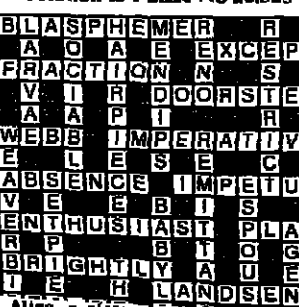 BLASPHEMER R
A O A E EXCEP
FRACTION N S
V I R DOORSTE
A A P I R
WEBB IMPERATIV
E L E S E C
ABSENCE IMPETU
V E E B I S
ENTHUSIAST PLA
R P B T O G
BRIGHTLY A U E
I E H LANDSEN